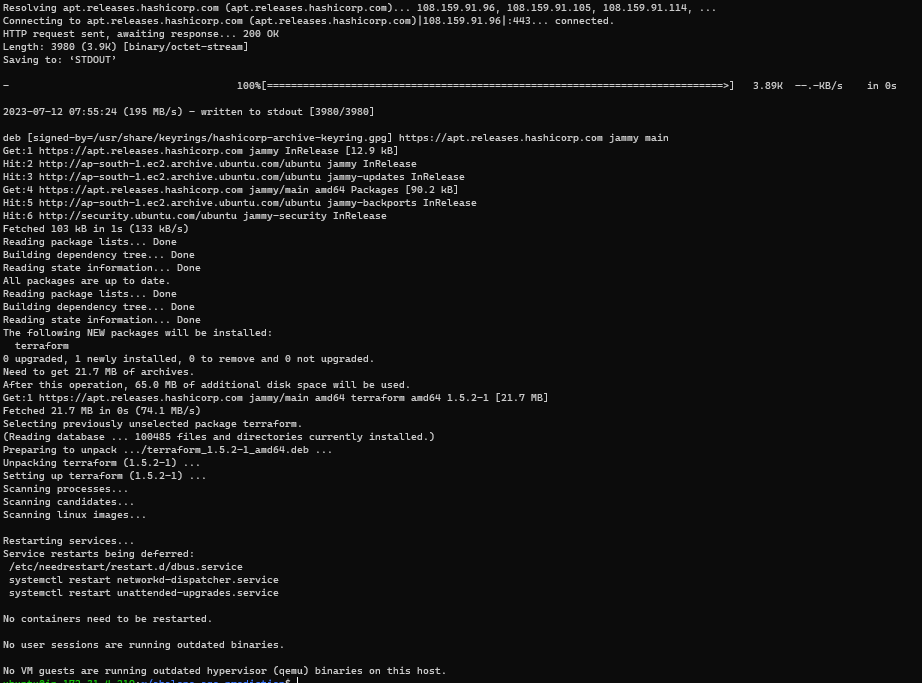 Resolving apt.releases.hashicorp.com (apt.releases.hashicorp.com)... 108.159.91.96, 108.159.91.105, 108.159.91.114, ...
Connecting to apt.releases.hashicorp.com (apt.releases.hashicorp.com)|108.159.91.96|:443... connected.
HTTP request sent, awaiting response... 200 OK
Length: 3980 (3.9K) [binary/octet-stream]
Saving to: ‘STDOUT’
- 100%[============================================================================>] 3.89K --.-KB/s in 0s
2023-07-12 07:55:24 (195 MB/s) - written to stdout [3980/3980]
deb [signed-by=/usr/share/keyrings/hashicorp-archive-keyring.gpg] https://apt.releases.hashicorp.com jammy main
Get:1 https://apt.releases.hashicorp.com jammy InRelease [12.9 kB]
Hit:2 http://ap-south-1.ec2.archive.ubuntu.com/ubuntu jammy InRelease
Hit:3 http://ap-south-1.ec2.archive.ubuntu.com/ubuntu jammy-updates InRelease
Get:4 https://apt.releases.hashicorp.com jammy/main amd64 Packages [90.2 kB]
Hit:5 http://ap-south-1.ec2.archive.ubuntu.com/ubuntu jammy-backports InRelease
Hit:6 http://security.ubuntu.com/ubuntu jammy-security InRelease
Fetched 103 kB in 1s (133 kB/s)
Reading package lists... Done
Building dependency tree... Done
Reading state information... Done
All packages are up to date.
Reading package lists... Done
Building dependency tree... Done
Reading state information... Done
The following NEW packages will be installed:
terraform
0 upgraded, 1 newly installed, 0 to remove and 0 not upgraded.
Need to get 21.7 MB of archives.
After this operation, 65.0 MB of additional disk space will be used.
Get:1 https://apt.releases.hashicorp.com jammy/main amd64 terraform amd64 1.5.2-1 [21.7 MB]
Fetched 21.7 MB in 0s (74.1 MB/s)
Selecting previously unselected package terraform.
(Reading database ... 100485 files and directories currently installed.)
Preparing to unpack .../terraform_1.5.2-1_amd64.deb ...
Unpacking terraform (1.5.2-1) ...
Setting up terraform (1.5.2-1) ...
Scanning processes...
Scanning candidates...
Scanning linux images...
Restarting services...
Service restarts being deferred:
/etc/needrestart/restart.d/dbus.service
systemctl restart networkd-dispatcher.service
systemctl restart unattended-upgrades.service
No containers need to be restarted.
No user sessions are running outdated binaries.
No VM guests are running outdated hypervisor (qemu) binaries on this host.